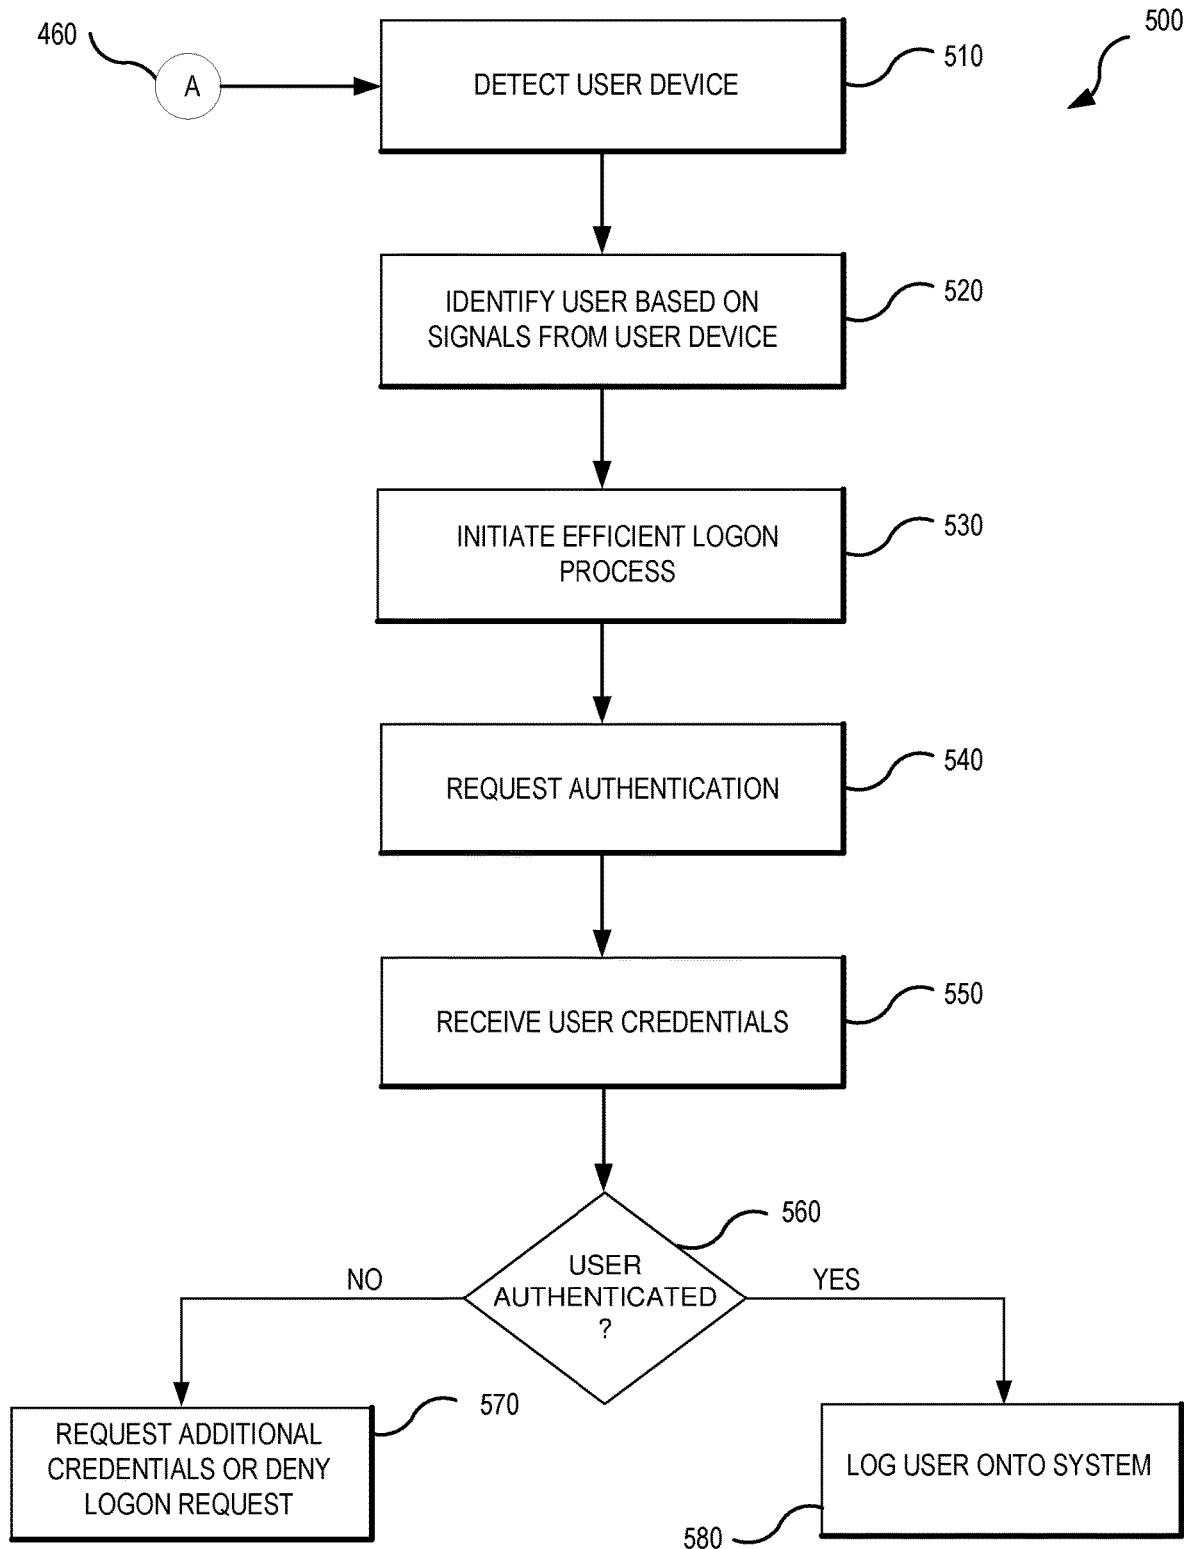 460
A
DETECT USER DEVICE
510
500
IDENTIFY USER BASED ON
SIGNALS FROM USER DEVICE
520
INITIATE EFFICIENT LOGON
PROCESS
530
REQUEST AUTHENTICATION
540
RECEIVE USER CREDENTIALS
550
USER
AUTHENTICATED
?
560
NO
YES
REQUEST ADDITIONAL
CREDENTIALS OR DENY
LOGON REQUEST
570
LOG USER ONTO SYSTEM
580